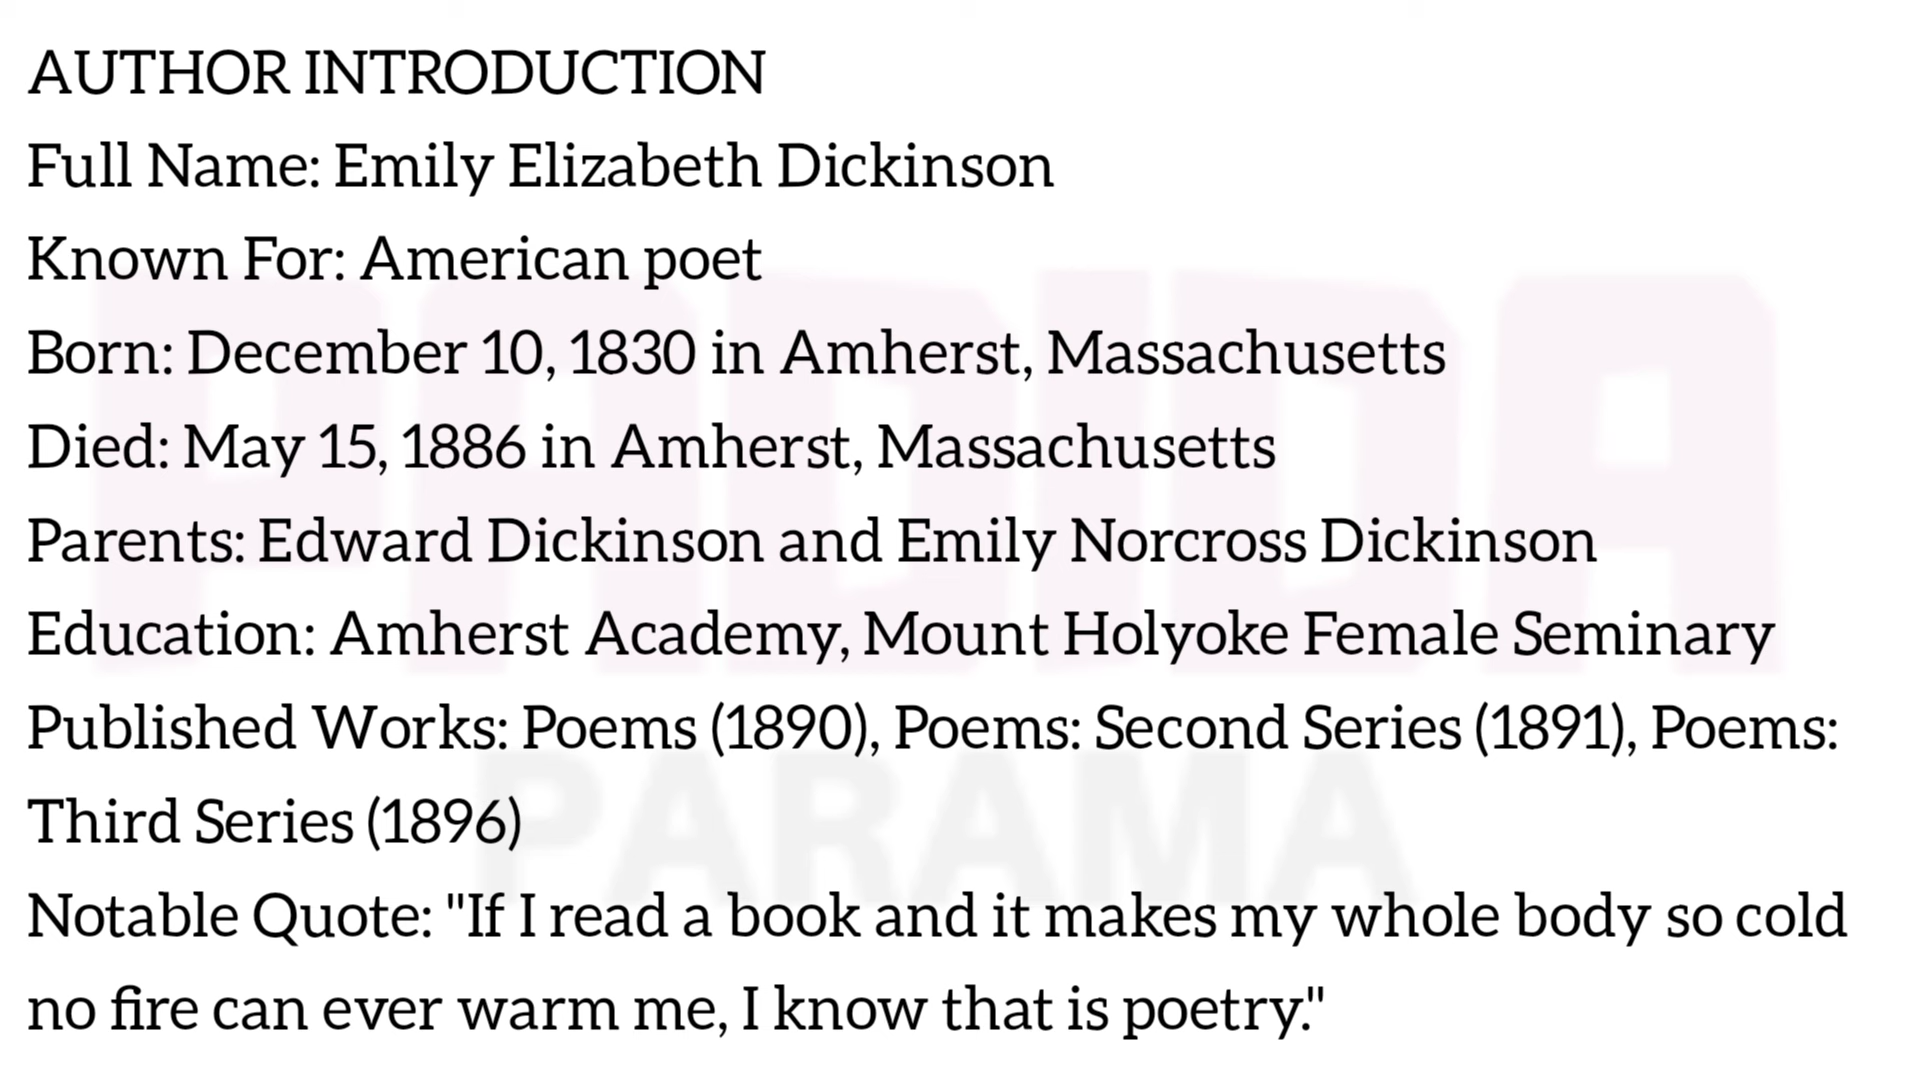 AUTHOR INTRODUCTION
Full Name: Emily Elizabeth Dickinson
Known For: American poet
Born: December 10, 1830 in Amherst, Massachusetts
Died: May 15, 1886 in Amherst, Massachusetts
Parents: Edward Dickinson and Emily Norcross Dickinson
Education: Amherst Academy, Mount Holyoke Female Seminary
Published Works: Poems (1890), Poems: Second Series (1891), Poems:
Third Series (1896)
Notable Quote: "If I read a book and it makes my whole body so cold
no fire can ever warm me, I know that is poetry."
PADIDA
PARAMA